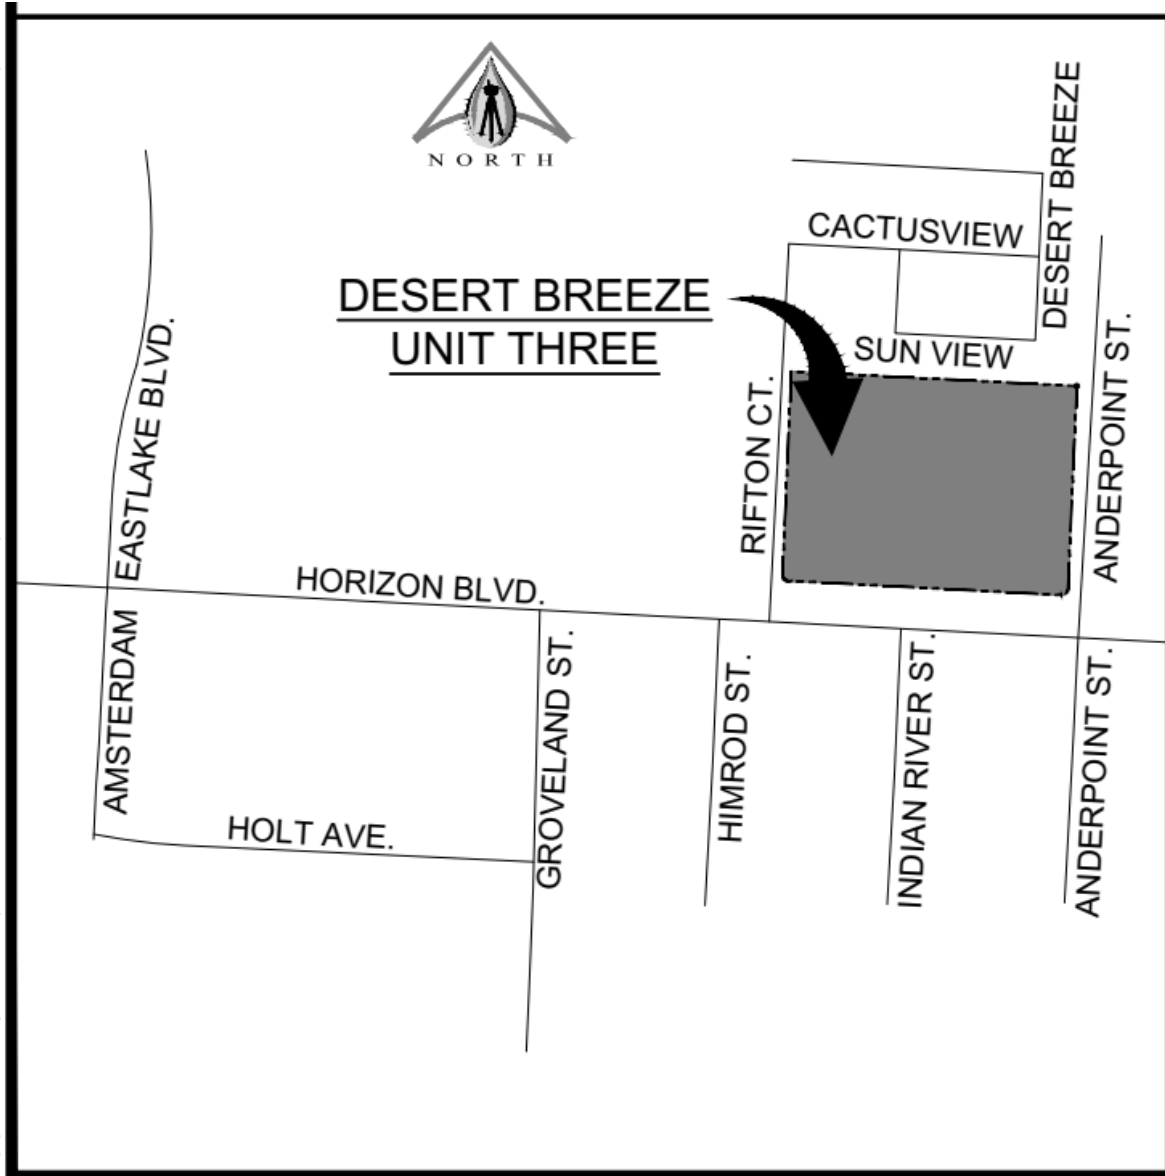 NORTH
DESERT BREEZE
CACTUSVIEW
DESERT BREEZE
UNIT THREE
SUN VIEW
EASTLAKE BLVD.
RIFTON CT.
ANDERPOINT ST.
HORIZON BLVD.
AMSTERDAM
GROVELAND ST.
HIMROD ST.
INDIAN RIVER ST.
ANDERPOINT ST.
HOLT AVE.